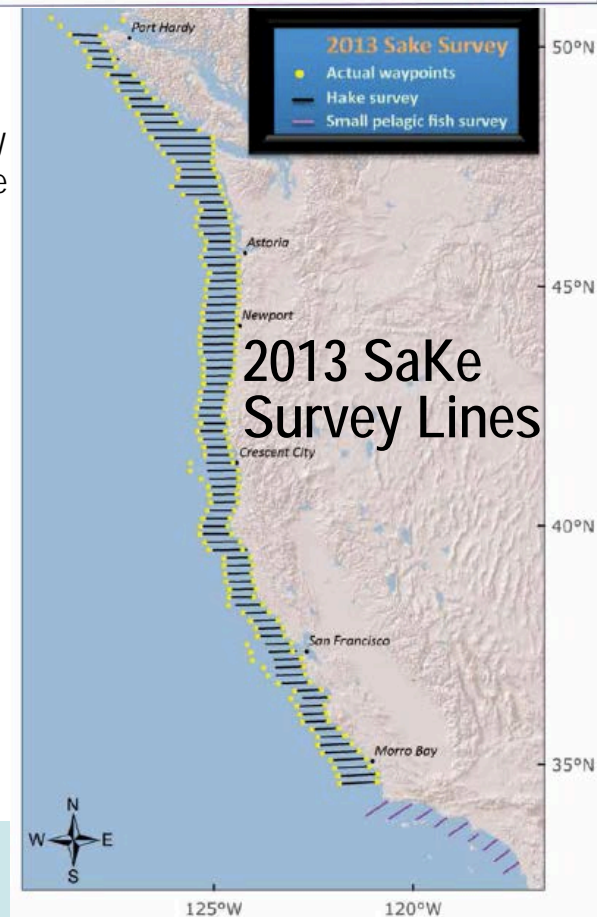 Port Hardy
2013 Sake Survey
Actual waypoints
Hake survey
Small pelagic fish survey
50°N
Astoria
45°N
Newport
2013 SaKe
Survey Lines
Crescent City
40°N
San Francisco
Morro Bay
35°N
N
W E
S
125°W 120°W